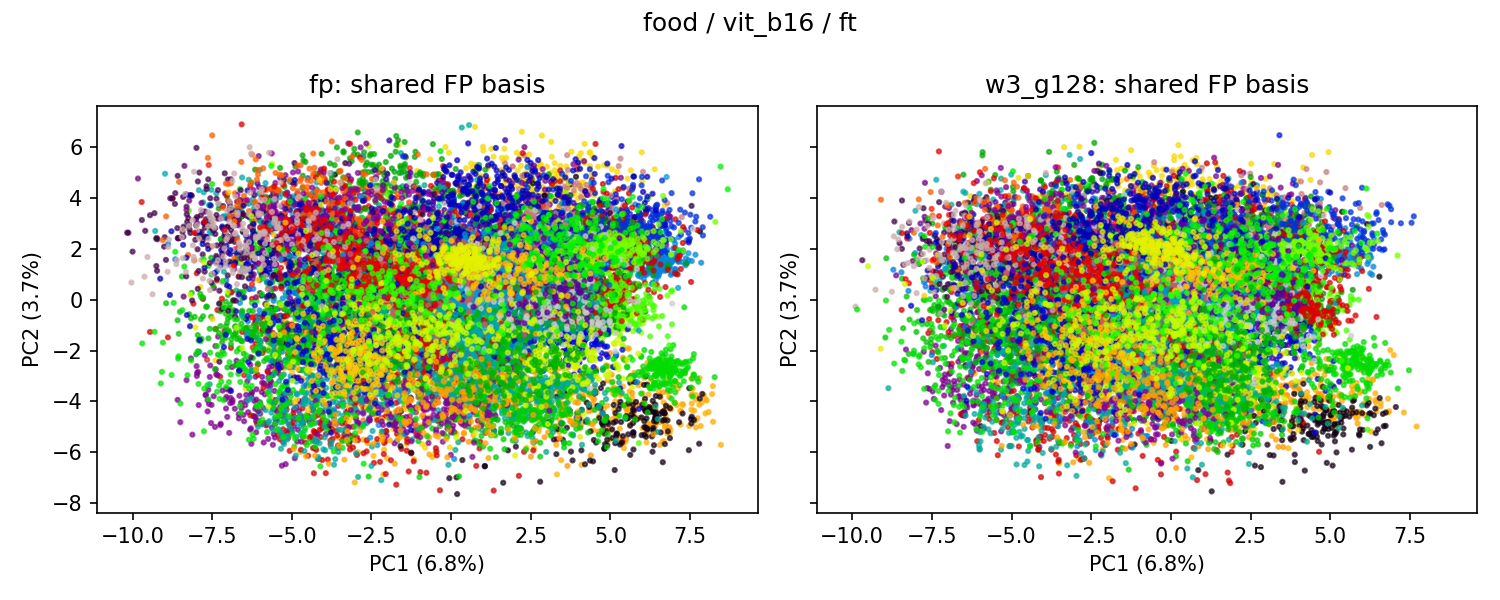 food / vit_b16 / ft
fp: shared FP basis
w3_g128: shared FP basis
6
4
2
0
−2
−4
−6
−8
PC2 (3.7%)
PC2 (3.7%)
−10.0 −7.5 −5.0 −2.5 0.0 2.5 5.0 7.5
−10.0 −7.5 −5.0 −2.5 0.0 2.5 5.0 7.5
PC1 (6.8%)
PC1 (6.8%)